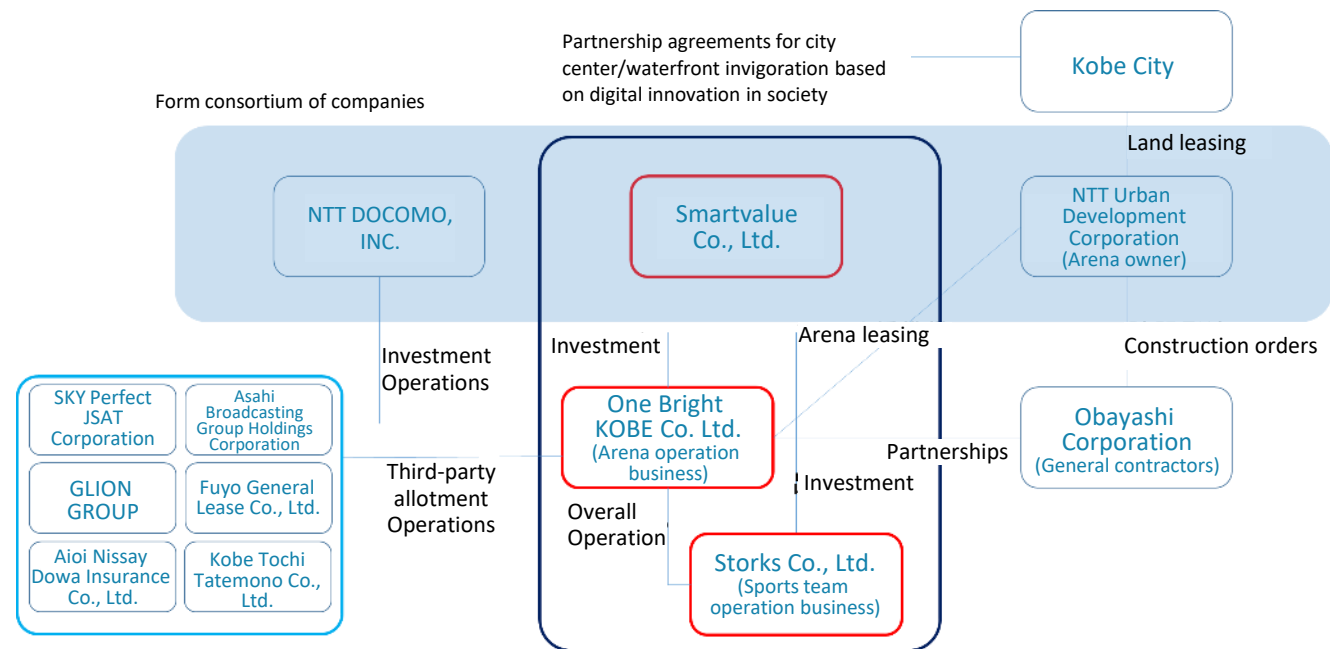 Partnership agreements for city
center/waterfront invigoration based
on digital innovation in society
Kobe City
Form consortium of companies
Land leasing
NTT DOCOMO,
INC.
Smartvalue
Co., Ltd.
NTT Urban
Development
Corporation
(Arena owner)
Investment
Operations
Investment
Arena leasing
Construction orders
SKY Perfect
JSAT
Corporation
Asahi
Broadcasting
Group Holdings
Corporation
GLION
GROUP
Fuyo General
Lease Co., Ltd.
Aioi Nissay
Dowa Insurance
Co., Ltd.
Kobe Tochi
Tatemono Co.,
Ltd.
Third-party
allotment
Operations
One Bright
KOBE Co. Ltd.
(Arena operation
business)
Partnerships
Obayashi
Corporation
(General contractors)
Overall
Operation
Investment
Storks Co., Ltd.
(Sports team
operation business)